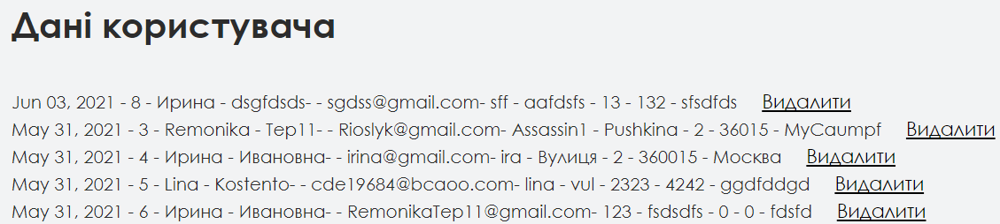 Дані користувача
Jun 03, 2021 - 8 - Ирина - dsgfdsds- - sgdss@gmail.com- sff - aafdsfs - 13 - 132 - sfsdfds Видалити
May 31, 2021 - 3 - Remonika - Tep11- - Rioslyk@gmail.com- Assassin1 - Pushkina - 2 - 36015 - MyCaumpf Видалити
May 31, 2021 - 4 - Ирина - Ивановна- - irina@gmail.com- ira - Вулиця - 2 - 360015 - Москва Видалити
May 31, 2021 - 5 - Lina - Kostento- - cde19684@bcaoo.com- lina - vul - 2323 - 4242 - ggdfddgd Видалити
May 31, 2021 - 6 - Ирина - Ивановна- - RemonikaTep11@gmail.com- 123 - fsdsdfs - 0 - 0 - fdsfd Видалити